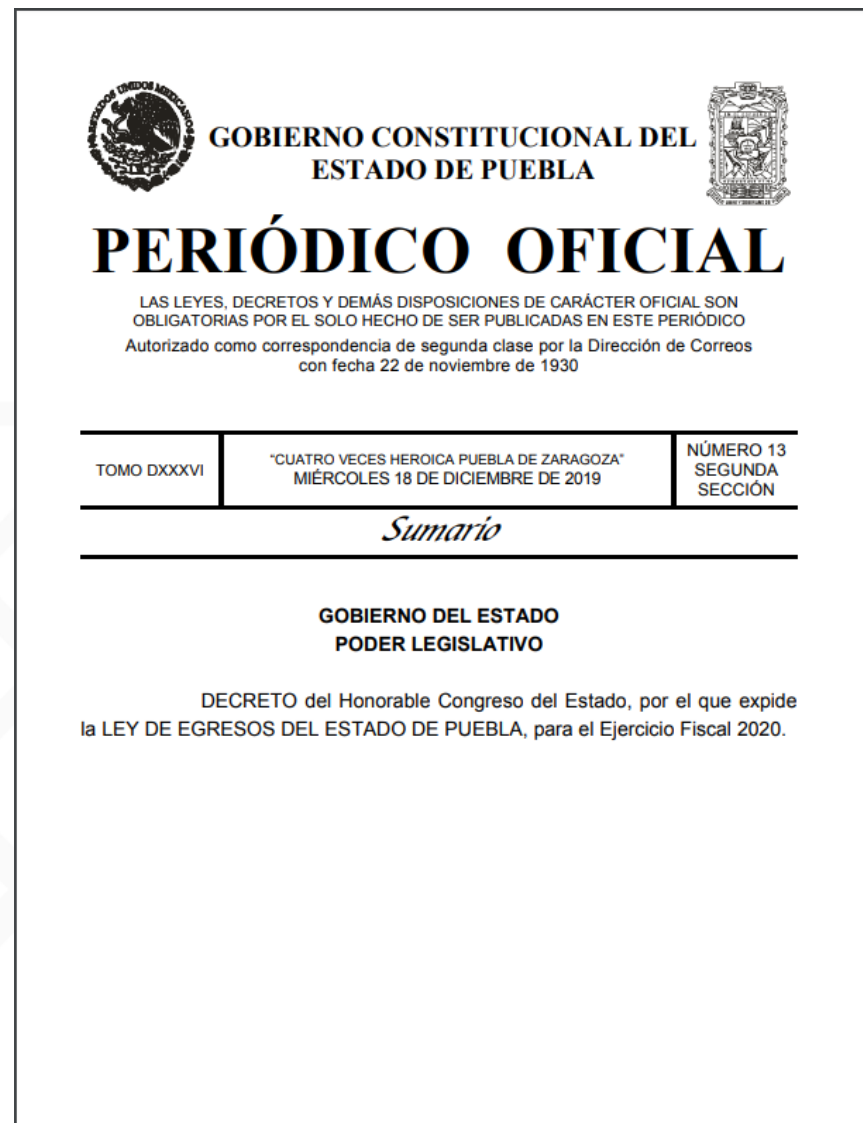 ESTADOS UNIDOS MEXICANOS
GOBIERNO CONSTITUCIONAL DEL
ESTADO DE PUEBLA
PERIÓDICO OFICIAL
LAS LEYES, DECRETOS Y DEMÁS DISPOSICIONES DE CARÁCTER OFICIAL SON
OBLIGATORIAS POR EL SOLO HECHO DE SER PUBLICADAS EN ESTE PERIÓDICO
Autorizado como correspondencia de segunda clase por la Dirección de Correos
con fecha 22 de noviembre de 1930
TOMO DXXXVI
"CUATRO VECES HEROICA PUEBLA DE ZARAGOZA"
MIÉRCOLES 18 DE DICIEMBRE DE 2019
NÚMERO 13
SEGUNDA
SECCIÓN
Sumario
GOBIERNO DEL ESTADO
PODER LEGISLATIVO
DECRETO del Honorable Congreso del Estado, por el que expide
la LEY DE EGRESOS DEL ESTADO DE PUEBLA, para el Ejercicio Fiscal 2020.